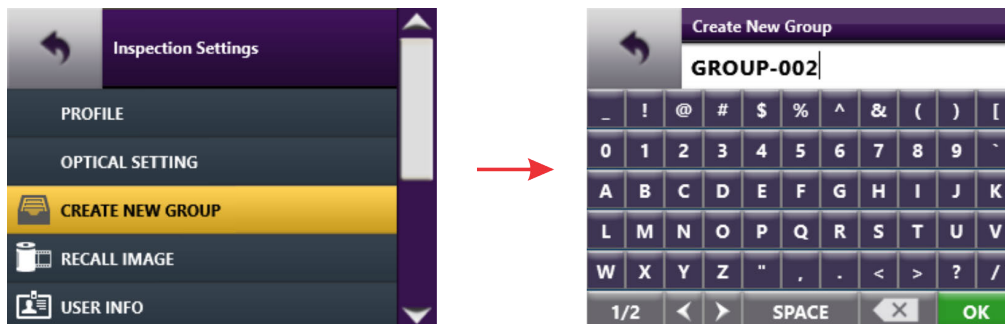 Inspection Settings
PROFILE
OPTICAL SETTING
CREATE NEW GROUP
RECALL IMAGE
USER INFO
Create New Group
GROUP-002
_ ! @ # $ % ^ & ( ) [
0 1 2 3 4 5 6 7 8 9 `
A B C D E F G H I J K
L M N O P Q R S T U V
W X Y Z " , . < > ? /
1/2 < > SPACE OK